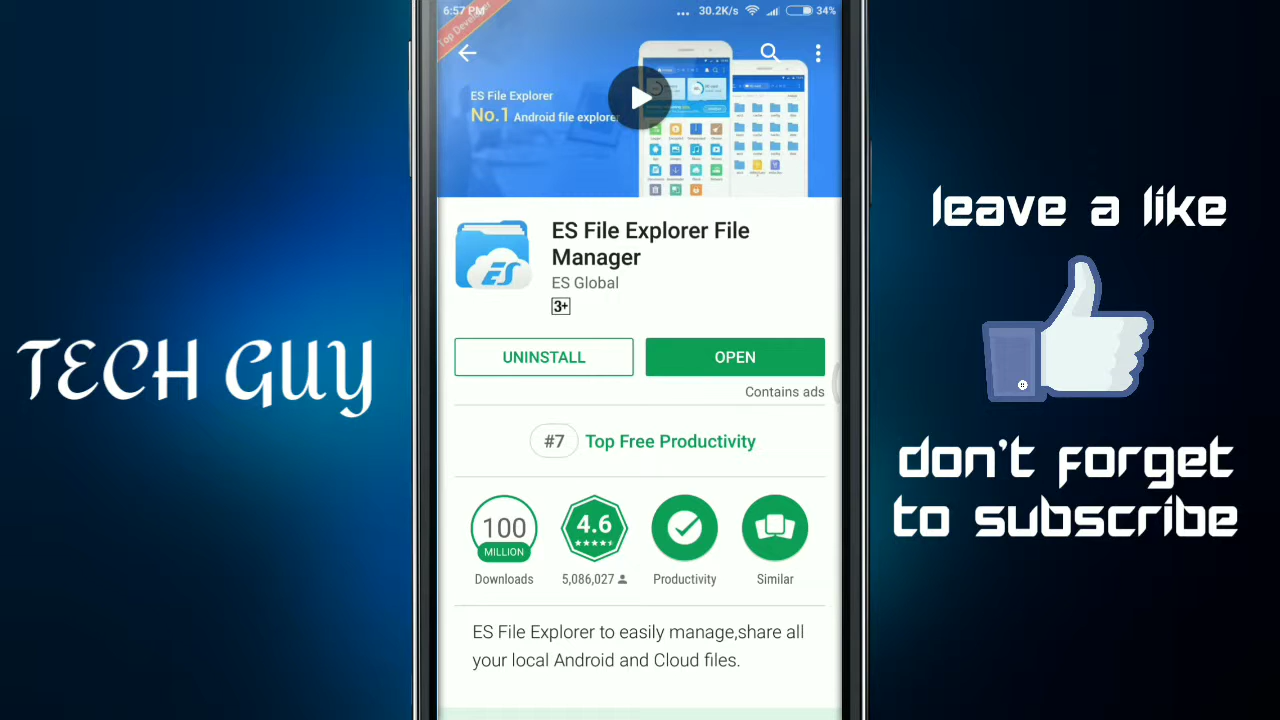 TECH GUY
6:57 PM
... 30.2K/s 34%
Top Developer
ES File Explorer
No.1 Android file explorer
ES
ES File Explorer File
Manager
ES Global
3+
UNINSTALL
OPEN
Contains ads
#7 Top Free Productivity
100
MILLION
Downloads
4.6
5,086,027
Productivity
Similar
ES File Explorer to easily manage,share all
your local Android and Cloud files.
leave a like
don't forget
to subscribe